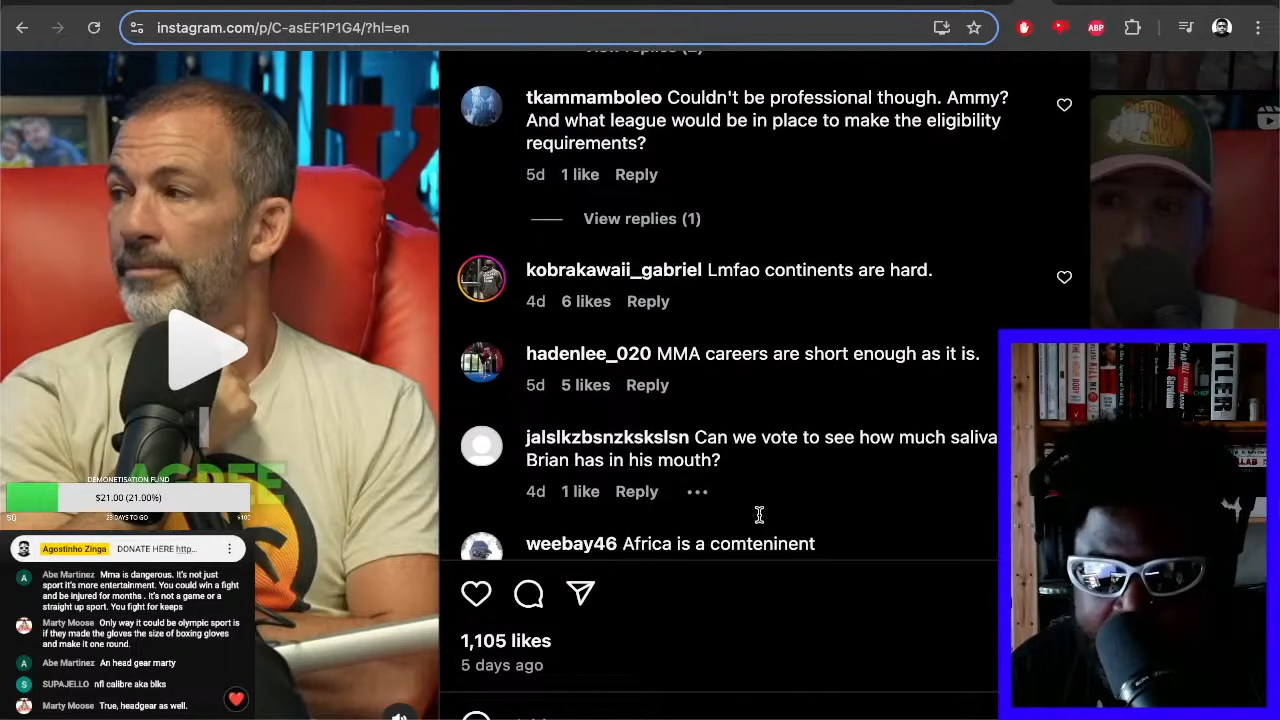 instagram.com/p/C-asEF1P1G4/?hl=en
ABP
tkammamboleo Couldn't be professional though. Ammy?
And what league would be in place to make the eligibility
requirements?
5d 1 like Reply
View replies (1)
kobrakawaii_gabriel Lmfao continents are hard.
4d 6 likes Reply
hadenlee_020 MMA careers are short enough as it is.
5d 5 likes Reply
jalslkzbsnzkskslsn Can we vote to see how much saliva
Brian has in his mouth?
4d 1 like Reply •••
weebay46 Africa is a comteninent
1,105 likes
5 days ago
AGREE
DEMONETISATION FUND
$21.00 (21.00%)
$0 $100
Agostinho Zinga DONATE HERE http...
A Abe Martinez Mma is dangerous. It's not just
sport it's more entertainment. You could win a fight
and be injured for months . It's not a game or a
straight up sport. You fight for keeps
Marty Moose Only way it could be olympic sport is
if they made the gloves the size of boxing gloves
and make it one round.
A Abe Martinez An head gear marty
S SUPAJELLO nfl calibre aka blks
Marty Moose True, headgear as well.